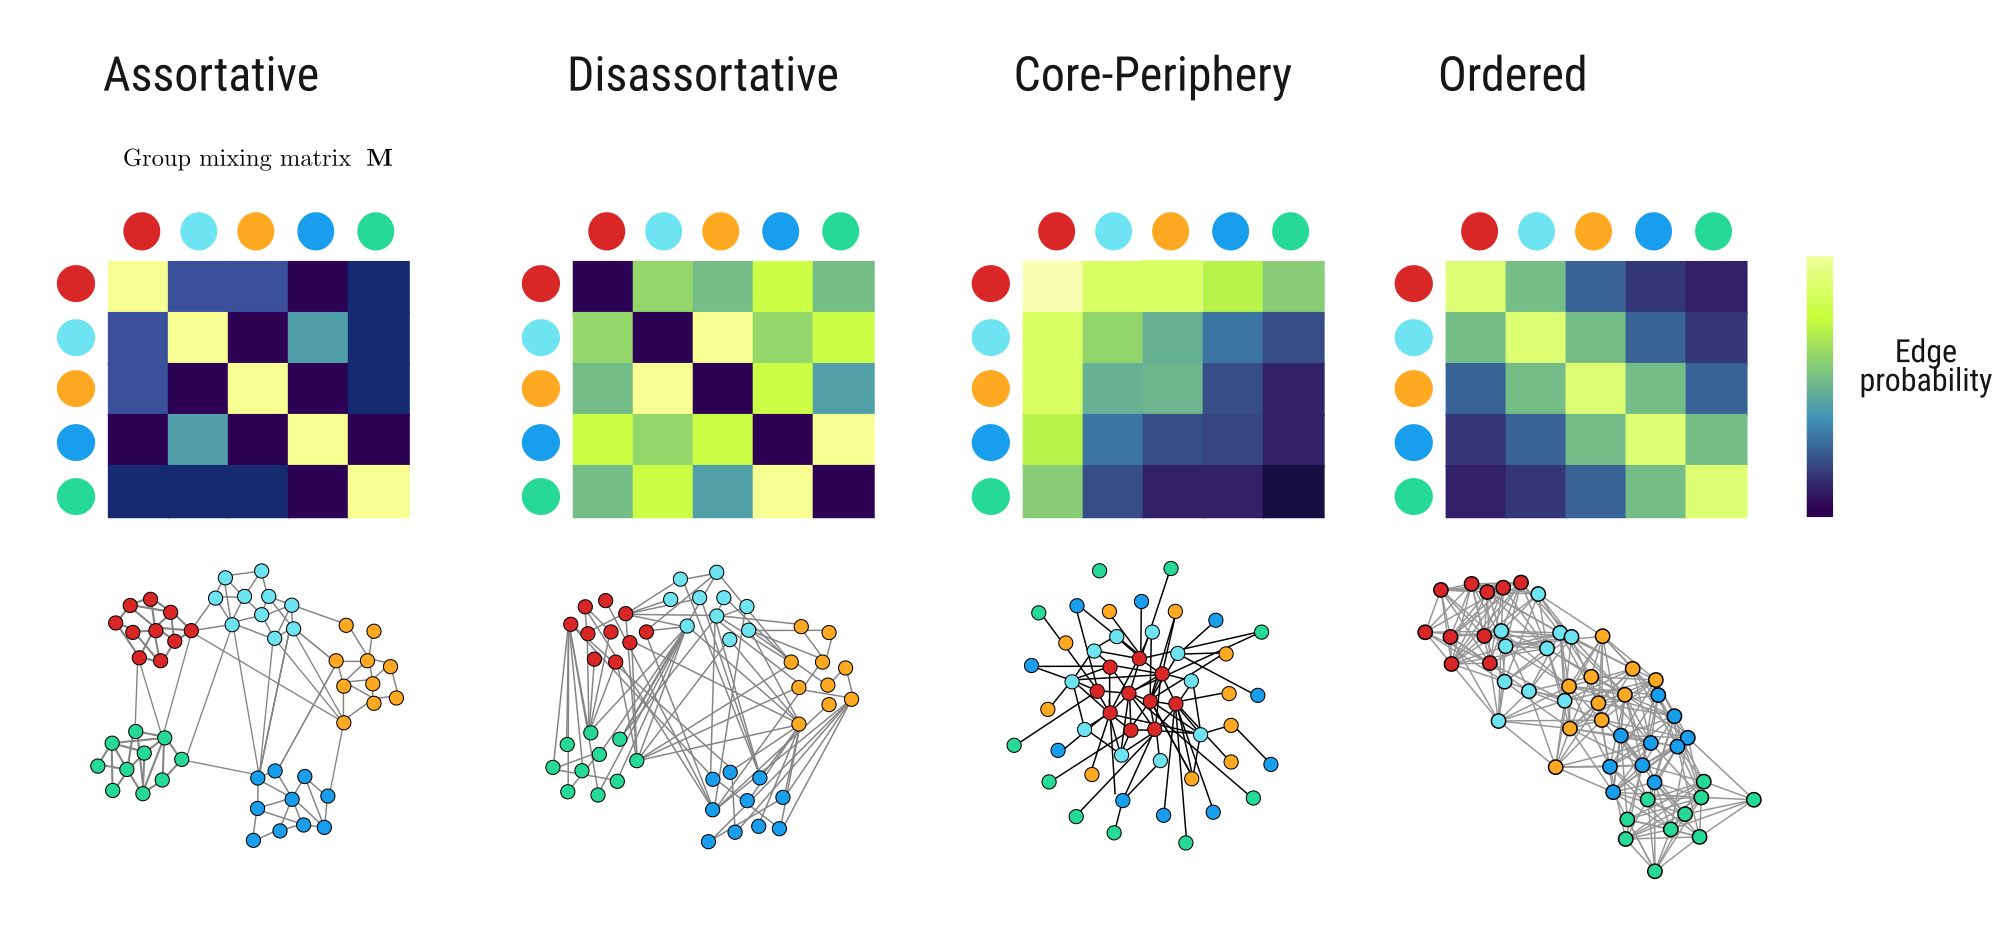 Assortative
Disassortative
Core-Periphery
Ordered
Group mixing matrix M
Edge
probability